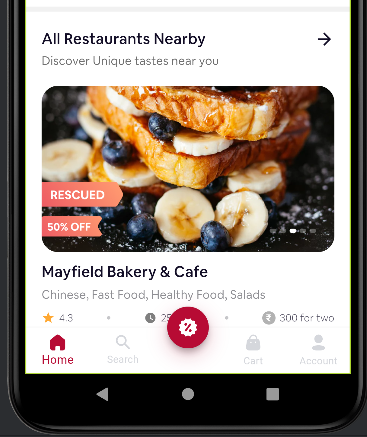 All Restaurants Nearby
Discover Unique tastes near you
RESCUED
50% OFF
Mayfield Bakery & Cafe
Chinese, Fast Food, Healthy Food, Salads
4.3 • 25 • ₹ 300 for two
%
Home Search Cart Account